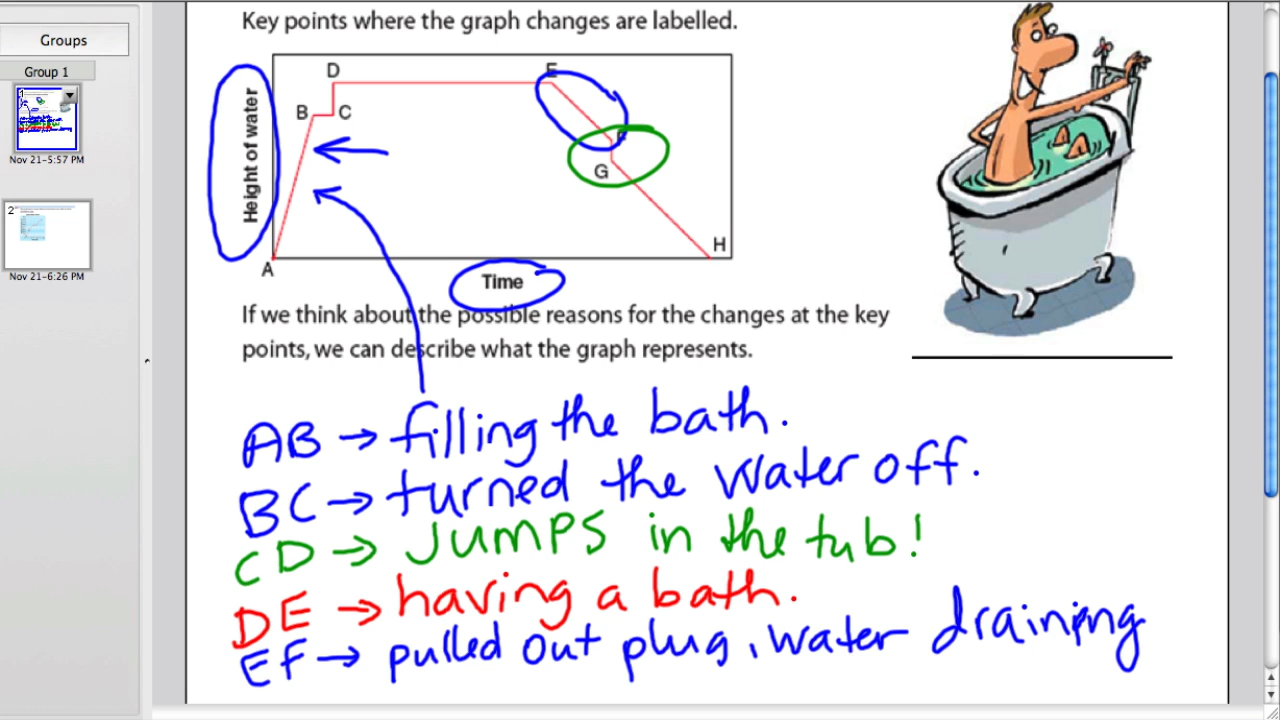 Groups
Group 1
1
Nov 21-5:57 PM
2
Nov 21-6:26 PM
Key points where the graph changes are labelled.
D
E
B
C
F
G
H
A
Height of water
Time
If we think about the possible reasons for the changes at the key
points, we can describe what the graph represents.
AB → filling the bath.
BC → turned the water off.
CD → Jumps in the tub!
DE → having a bath.
EF → pulled out plug, water draining